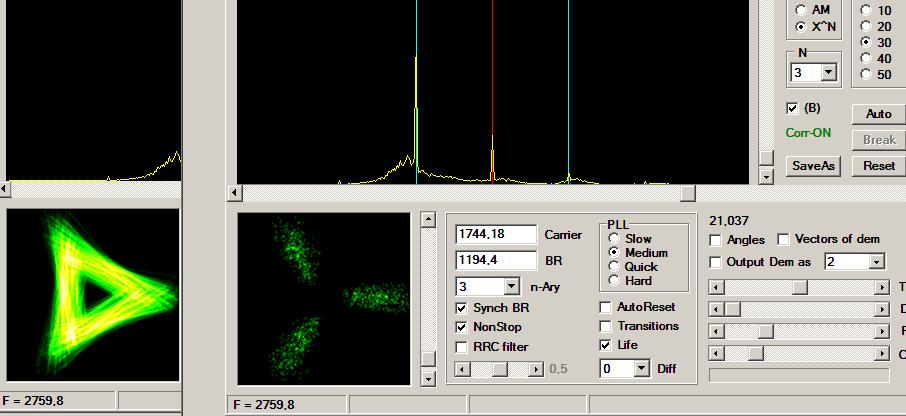 AM
X^N
N
3
10
20
30
40
50
(B)
Corr-ON
Auto
Break
SaveAs
Reset
1744,18 Carrier
1194,4 BR
3 n-Ary
Synch BR
NonStop
RRC filter
0,5
PLL
Slow
Medium
Quick
Hard
AutoReset
Transitions
Life
0 Diff
21,037
Angles Vectors of dem
Output Dem as 2
T
F = 2759,8
F = 2759,8